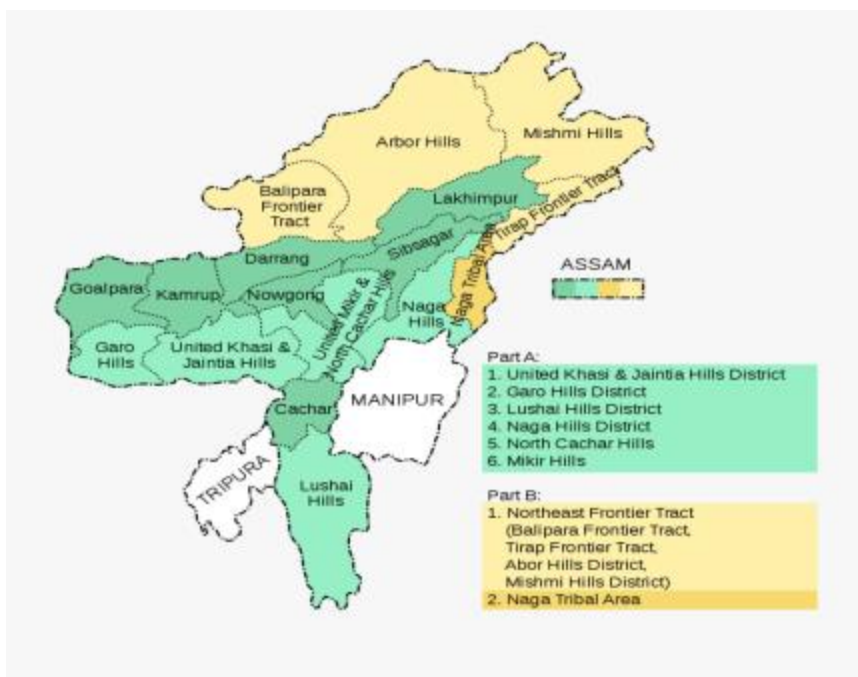 Arbor Hills
Mishmi Hills
Balipara
Frontier
Tract
Lakhimpur
Tirap Frontier Tract
Darrang
Sibsagar
Naga Tribal Area
ASSAM
Goalpara
Kamrup
Nowgong
United Mikir &
North Cachar Hills
Naga
Hills
Garo
Hills
United Khasi &
Jaintia Hills
Cachar
MANIPUR
TRIPURA
Lushai
Hills
Part A:
1. United Khasi & Jaintia Hills District
2. Garo Hills District
3. Lushai Hills District
4. Naga Hills District
5. North Cachar Hills
6. Mikir Hills
Part B:
1. Northeast Frontier Tract
(Balipara Frontier Tract,
Tirap Frontier Tract,
Abor Hills District,
Mishmi Hills District)
2. Naga Tribal Area